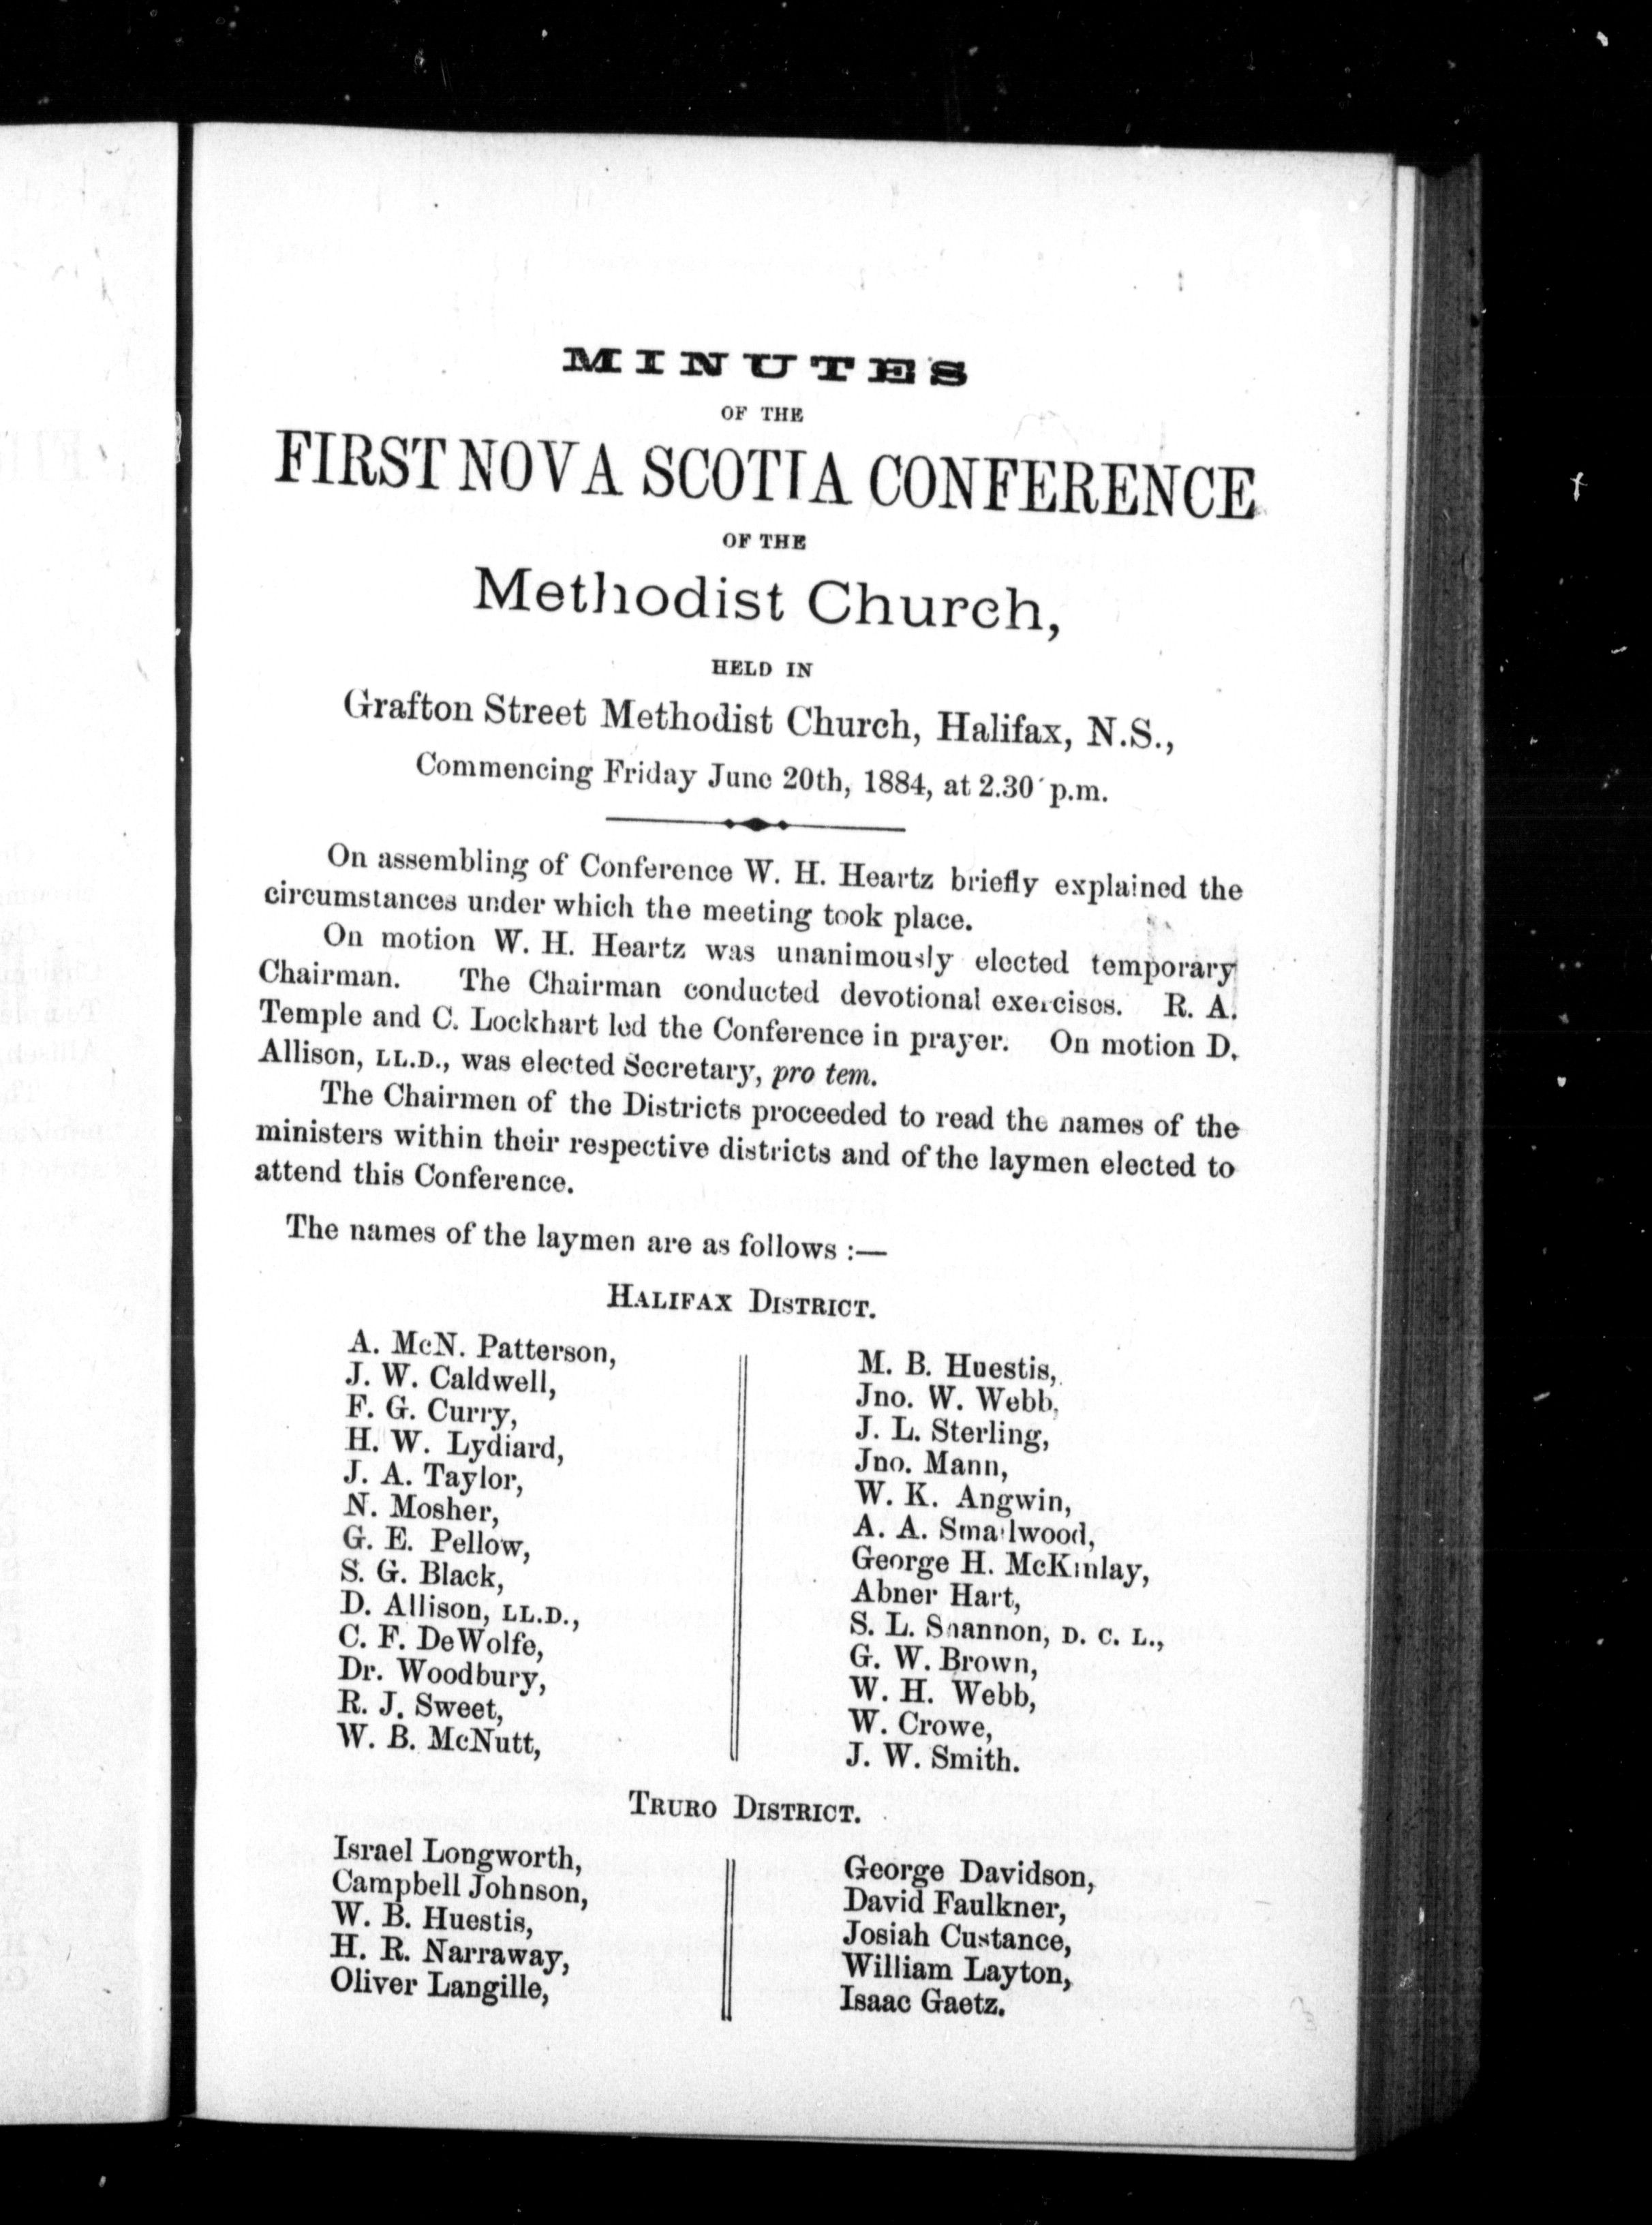 MINUTES
OF THE
FIRST NOVA SCOTIA CONFERENCE
OF THE
Methodist Church,
HELD IN
Grafton Street Methodist Church, Halifax, N.S.,
Commencing Friday June 20th, 1884, at 2.30 p.m.
On assembling of Conference W. H. Heartz briefly explained the
circumstances under which the meeting took place.
On motion W. H. Heartz was unanimously elected temporary
Chairman. The Chairman conducted devotional exercises. R. A.
Temple and C. Lockhart led the Conference in prayer. On motion D.
Allison, LL.D., was elected Secretary, pro tem.
The Chairmen of the Districts proceeded to read the names of the
ministers within their respective districts and of the laymen elected to
attend this Conference.
The names of the laymen are as follows :—
HALIFAX DISTRICT.
A. McN. Patterson,
J. W. Caldwell,
F. G. Curry,
H. W. Lydiard,
J. A. Taylor,
N. Mosher,
G. E. Pellow,
S. G. Black,
D. Allison, LL.D.,
C. F. DeWolfe,
Dr. Woodbury,
R. J. Sweet,
W. B. McNutt,
M. B. Huestis,
Jno. W. Webb,
J. L. Sterling,
Jno. Mann,
W. K. Angwin,
A. A. Smallwood,
George H. McKinlay,
Abner Hart,
S. L. Shannon, D. C. L.,
G. W. Brown,
W. H. Webb,
W. Crowe,
J. W. Smith.
TRURO DISTRICT.
Israel Longworth,
Campbell Johnson,
W. B. Huestis,
H. R. Narraway,
Oliver Langille,
George Davidson,
David Faulkner,
Josiah Custance,
William Layton,
Isaac Gaetz.